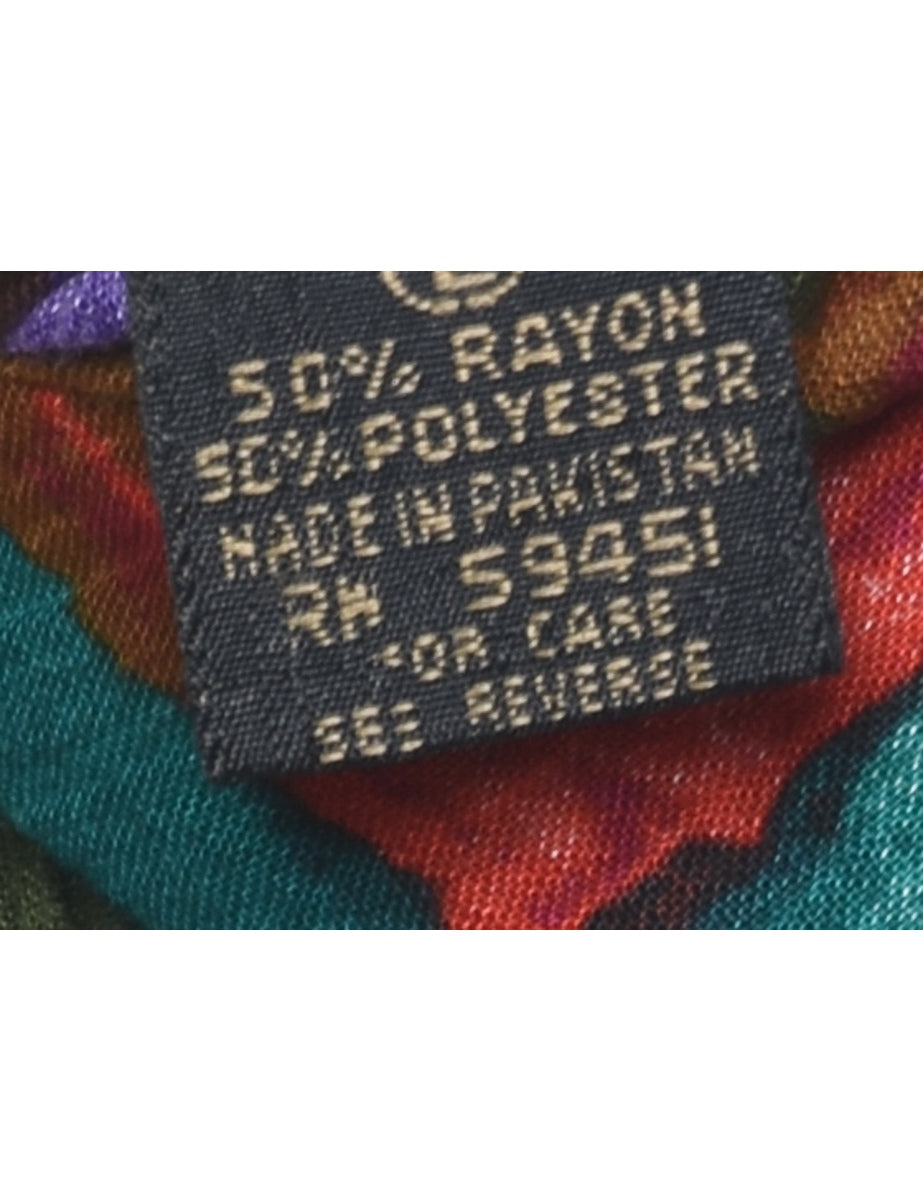 L
50% RAYON
50% POLYESTER
MADE IN PAKISTAN
RN 59451
FOR CARE
SEE REVERSE